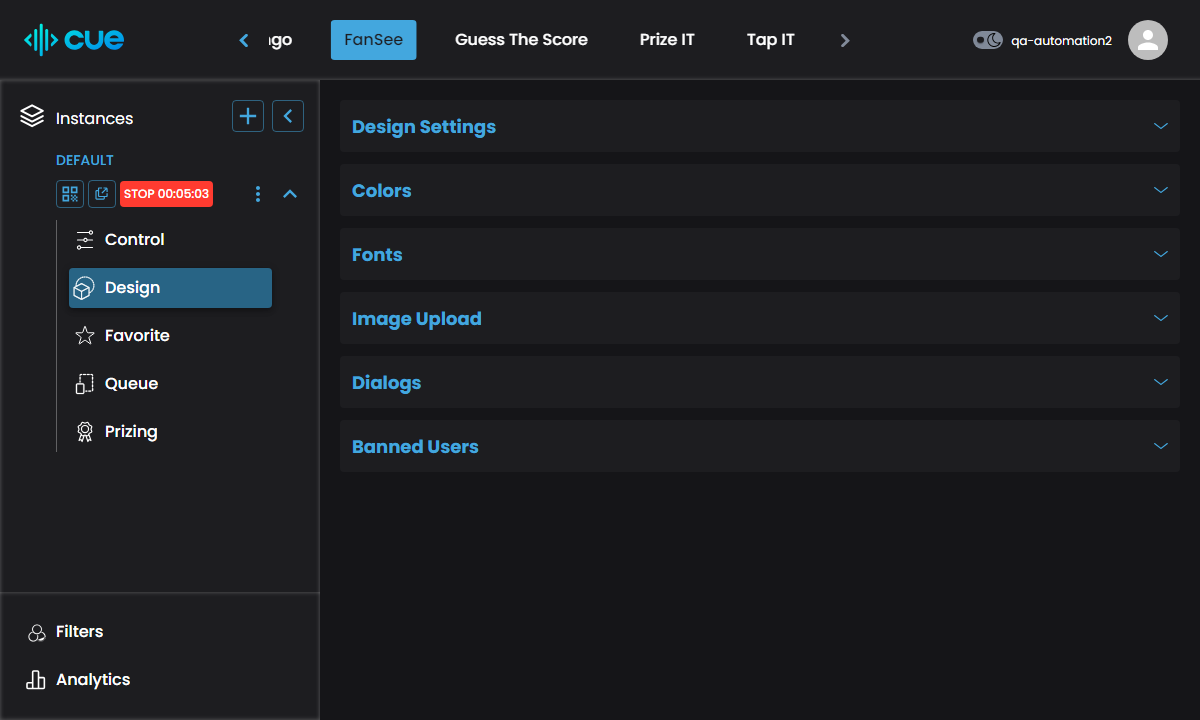 cue
FanSee
Guess The Score
Prize IT
Tap IT
qa-automation2
Instances
DEFAULT
STOP 00:05:03
Control
Design
Favorite
Queue
Prizing
Filters
Analytics
Design Settings
Colors
Fonts
Image Upload
Dialogs
Banned Users